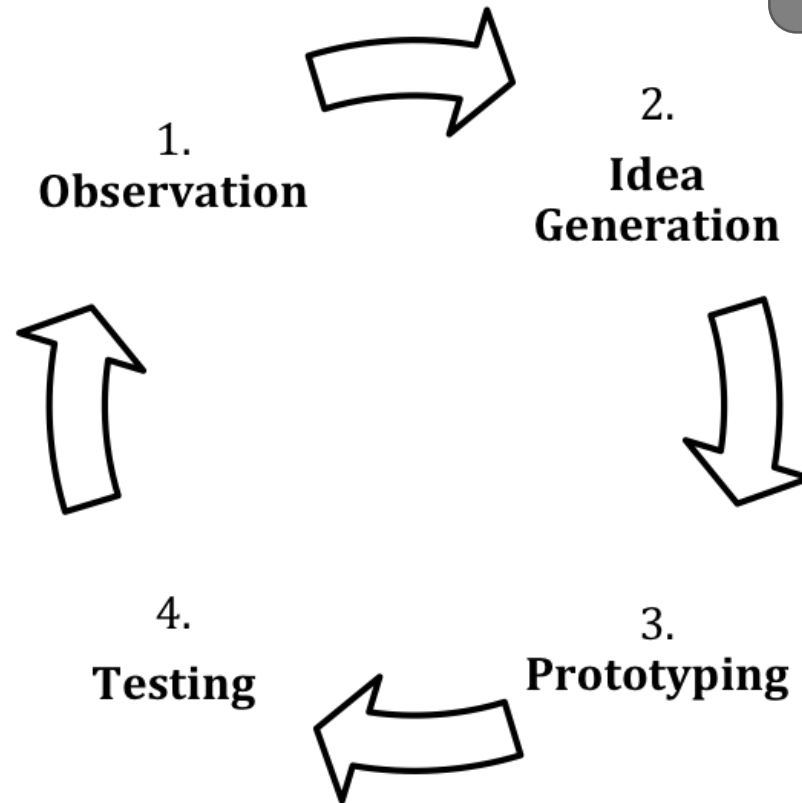 1.
Observation
2.
Idea
Generation
3.
Prototyping
4.
Testing